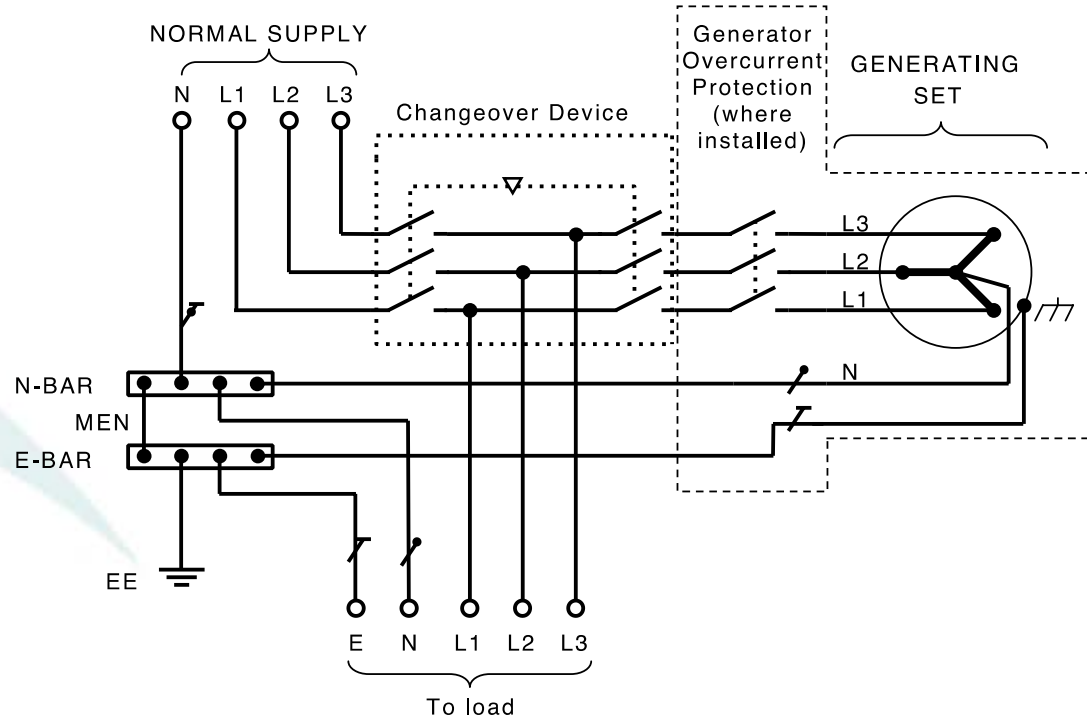 NORMAL SUPPLY
N L1 L2 L3
Changeover Device
Generator
Overcurrent
Protection
(where
installed)
GENERATING
SET
L3
L2
L1
N
N-BAR
MEN
E-BAR
EE
E N L1 L2 L3
To load